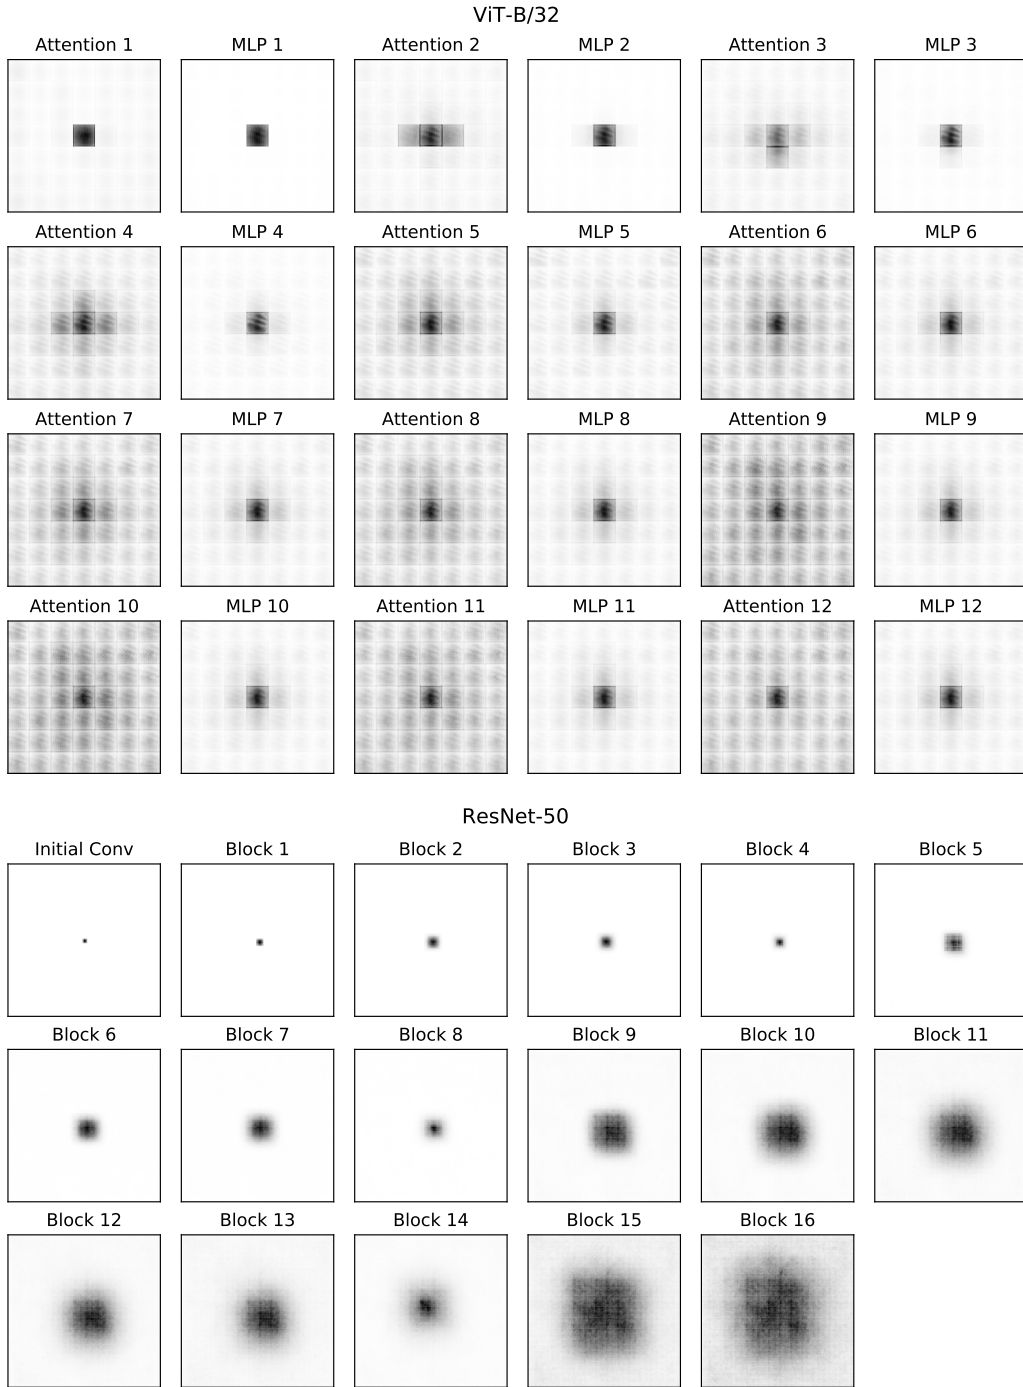 ViT-B/32
Attention 1 MLP 1 Attention 2 MLP 2 Attention 3 MLP 3
Attention 4 MLP 4 Attention 5 MLP 5 Attention 6 MLP 6
Attention 7 MLP 7 Attention 8 MLP 8 Attention 9 MLP 9
Attention 10 MLP 10 Attention 11 MLP 11 Attention 12 MLP 12
ResNet-50
Initial Conv Block 1 Block 2 Block 3 Block 4 Block 5
Block 6 Block 7 Block 8 Block 9 Block 10 Block 11
Block 12 Block 13 Block 14 Block 15 Block 16